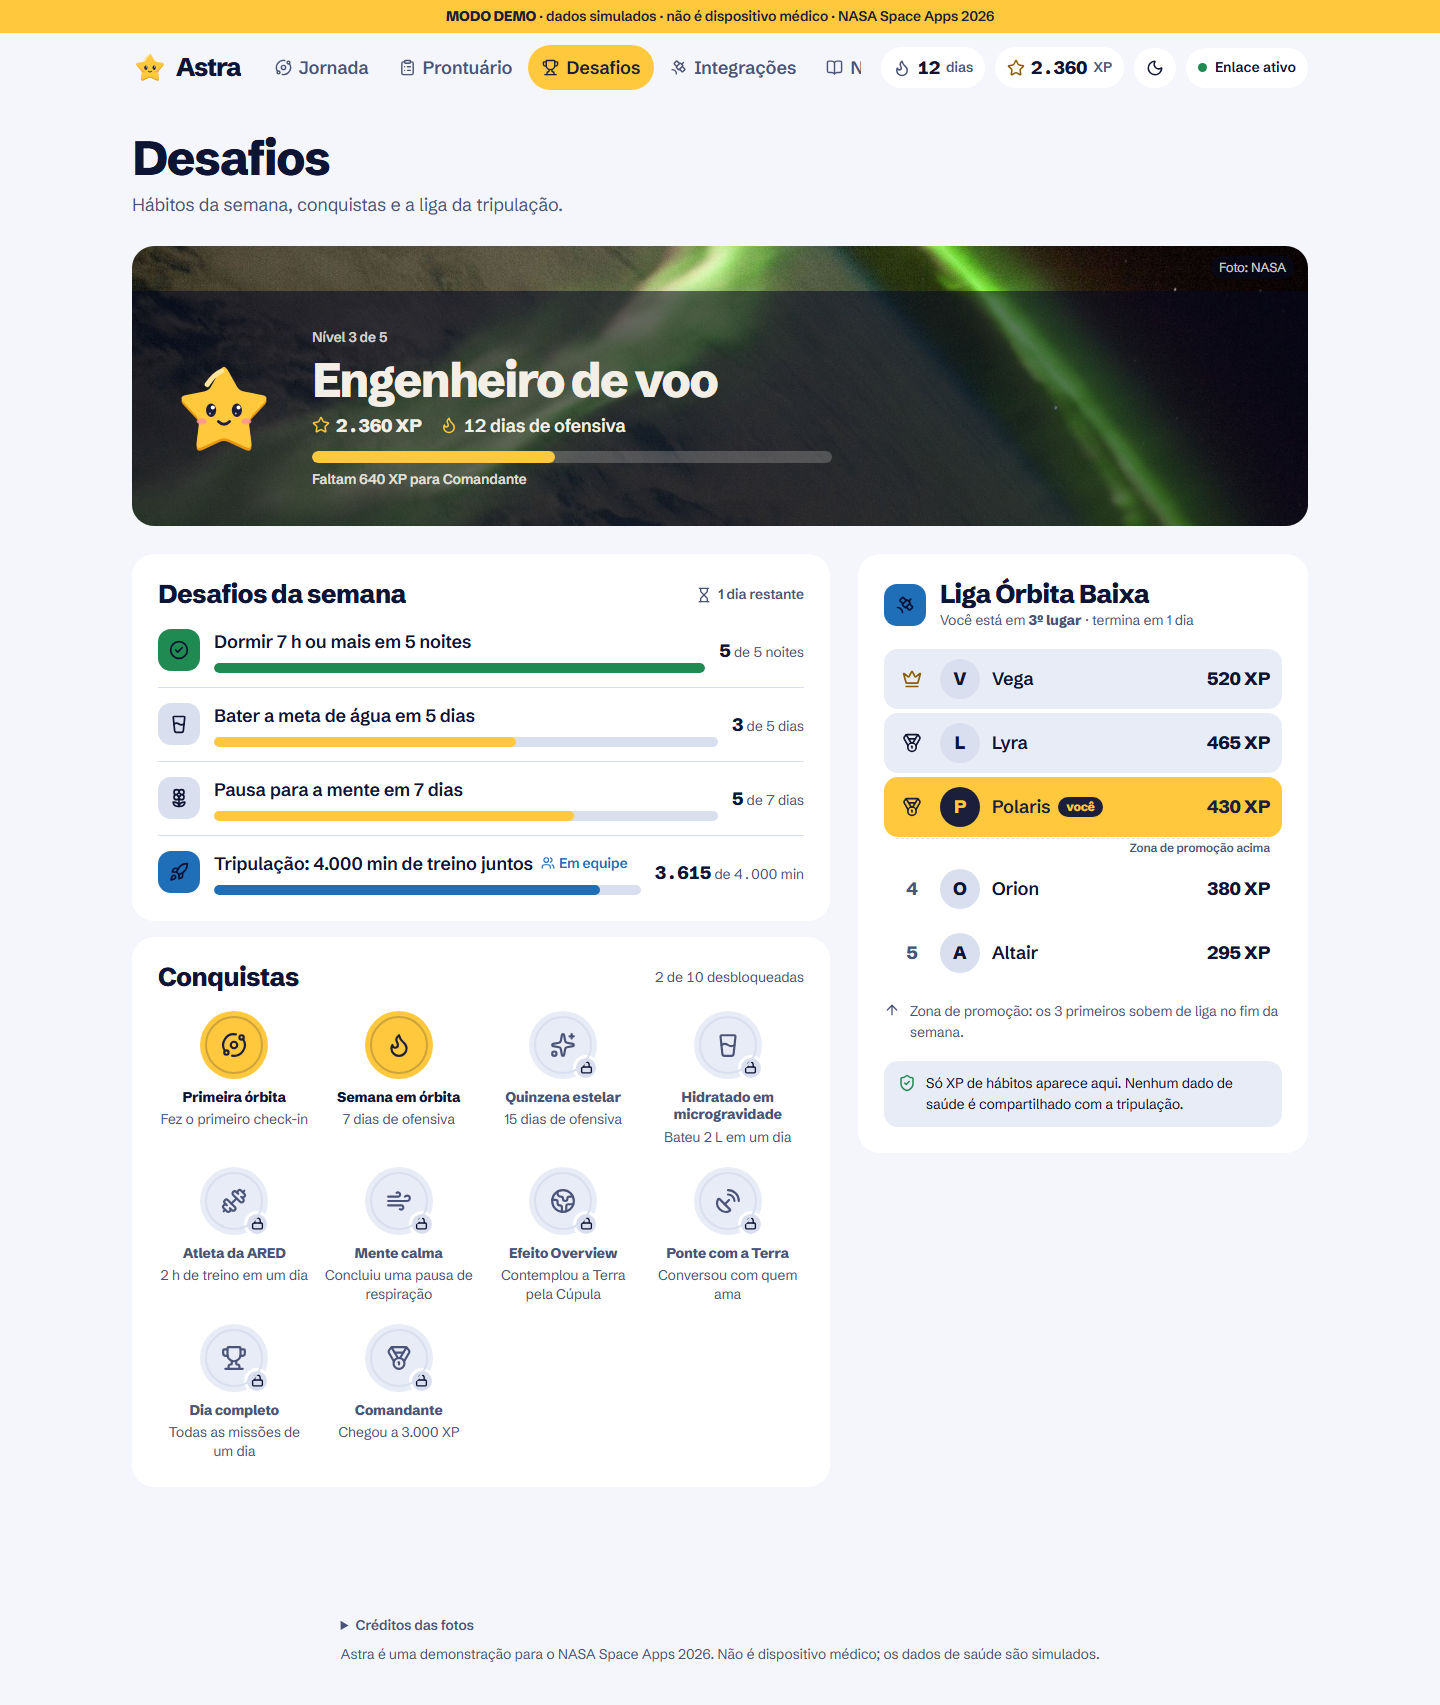 MODO DEMO · dados simulados · não é dispositivo médico · NASA Space Apps 2026
Astra
Jornada
Prontuário
Desafios
Integrações
N
12 dias
2.360 XP
Enlace ativo
Desafios
Hábitos da semana, conquistas e a liga da tripulação.
Foto: NASA
Nível 3 de 5
Engenheiro de voo
2.360 XP
12 dias de ofensiva
Faltam 640 XP para Comandante
Desafios da semana
1 dia restante
Dormir 7 h ou mais em 5 noites
5 de 5 noites
Bater a meta de água em 5 dias
3 de 5 dias
Pausa para a mente em 7 dias
5 de 7 dias
Tripulação: 4.000 min de treino juntos
Em equipe
3.615 de 4.000 min
Conquistas
2 de 10 desbloqueadas
Primeira órbita
Fez o primeiro check-in
Semana em órbita
7 dias de ofensiva
Quinzena estelar
15 dias de ofensiva
Hidratado em
microgravidade
Bateu 2 L em um dia
Atleta da ARED
2 h de treino em um dia
Mente calma
Concluiu uma pausa de
respiração
Efeito Overview
Contemplou a Terra
pela Cúpula
Ponte com a Terra
Conversou com quem
ama
Dia completo
Todas as missões de
um dia
Comandante
Chegou a 3.000 XP
Liga Órbita Baixa
Você está em 3º lugar · termina em 1 dia
V
Vega
520 XP
L
Lyra
465 XP
P
Polaris
você
430 XP
Zona de promoção acima
4
O
Orion
380 XP
5
A
Altair
295 XP
Zona de promoção: os 3 primeiros sobem de liga no fim da
semana.
Só XP de hábitos aparece aqui. Nenhum dado de
saúde é compartilhado com a tripulação.
Créditos das fotos
Astra é uma demonstração para o NASA Space Apps 2026. Não é dispositivo médico; os dados de saúde são simulados.